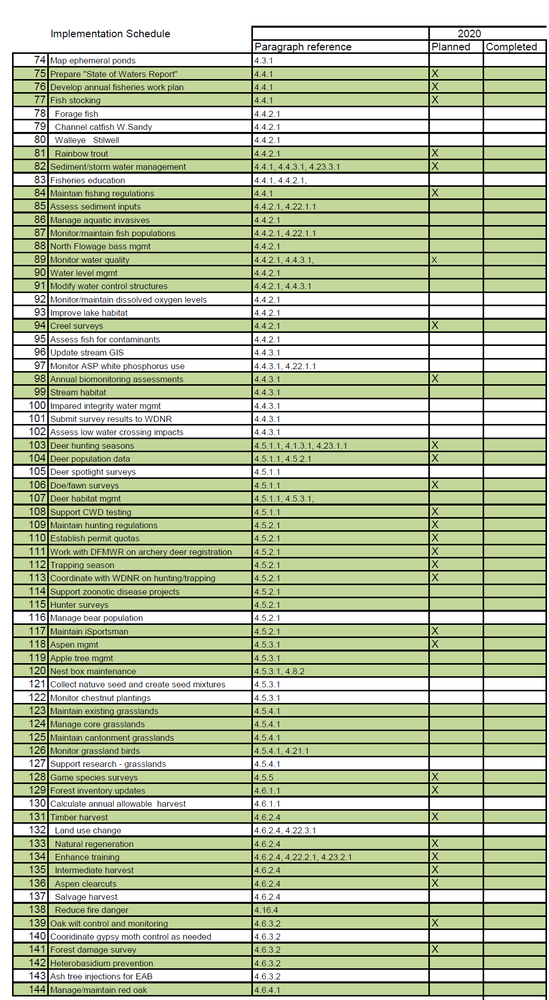 Implementation Schedule 2020
Paragraph reference Planned Completed
74 Map ephemeral ponds 4.3.1
75 Prepare "State of Waters Report" 4.4.1 X
76 Develop annual fisheries work plan 4.4.1 X
77 Fish stocking 4.4.1 X
78 Forage fish 4.4.2.1
79 Channel catfish W.Sandy 4.4.2.1
80 Walleye Stilwell 4.4.2.1
81 Rainbow trout 4.4.2.1 X
82 Sediment/storm water management 4.4.1, 4.4.3.1, 4.23.3.1 X
83 Fisheries education 4.4.1, 4.4.2.1,
84 Maintain fishing regulations 4.4.1 X
85 Assess sediment inputs 4.4.2.1, 4.22.1.1
86 Manage aquatic invasives 4.4.2.1
87 Monitor/maintain fish populations 4.4.2.1, 4.22.1.1
88 North Flowage bass mgmt 4.4.2.1
89 Monitor water quality 4.4.2.1, 4.4.3.1, X
90 Water level mgmt 4.4.2.1
91 Modify water control structures 4.4.2.1, 4.4.3.1
92 Monitor/maintain dissolved oxygen levels 4.4.2.1
93 Improve lake habitat 4.4.2.1
94 Creel surveys 4.4.2.1 X
95 Assess fish for contaminants 4.4.2.1
96 Update stream GIS 4.4.3.1
97 Monitor ASP white phosphorus use 4.4.3.1, 4.22.1.1
98 Annual biomonitoring assessments 4.4.3.1 X
99 Stream habitat 4.4.3.1
100 Impared integrity water mgmt 4.4.3.1
101 Submit survey results to WDNR 4.4.3.1
102 Assess low water crossing impacts 4.4.3.1
103 Deer hunting seasons 4.5.1.1, 4.1.3.1, 4.23.1.1 X
104 Deer population data 4.5.1.1, 4.5.2.1 X
105 Deer spotlight surveys 4.5.1.1
106 Doe/fawn surveys 4.5.1.1 X
107 Deer habitat mgmt 4.5.1.1, 4.5.3.1,
108 Support CWD testing 4.5.1.1 X
109 Maintain hunting regulations 4.5.2.1 X
110 Establish permit quotas 4.5.2.1 X
111 Work with DFMWR on archery deer registration 4.5.2.1 X
112 Trapping season 4.5.2.1 X
113 Coordinate with WDNR on hunting/trapping 4.5.2.1 X
114 Support zoonotic disease projects 4.5.2.1
115 Hunter surveys 4.5.2.1
116 Manage bear population 4.5.2.1
117 Maintain iSportsman 4.5.2.1 X
118 Aspen mgmt 4.5.3.1 X
119 Apple tree mgmt 4.5.3.1
120 Nest box maintenance 4.5.3.1, 4.8.2
121 Collect natuve seed and create seed mixtures 4.5.3.1
122 Monitor chestnut plantings 4.5.3.1
123 Maintain existing grasslands 4.5.4.1
124 Manage core grasslands 4.5.4.1
125 Maintain cantonment grasslands 4.5.4.1
126 Monitor grassland birds 4.5.4.1, 4.21.1
127 Support research - grasslands 4.5.4.1
128 Game species surveys 4.5.5 X
129 Forest inventory updates 4.6.1.1 X
130 Calculate annual allowable harvest 4.6.1.1
131 Timber harvest 4.6.2.4 X
132 Land use change 4.6.2.4, 4.22.3.1
133 Natural regeneration 4.6.2.4 X
134 Enhance training 4.6.2.4, 4.22.2.1, 4.23.2.1 X
135 Intermediate harvest 4.6.2.4 X
136 Aspen clearcuts 4.6.2.4 X
137 Salvage harvest 4.6.2.4
138 Reduce fire danger 4.16.4
139 Oak wilt control and monitoring 4.6.3.2 X
140 Cooridinate gypsy moth control as needed 4.6.3.2
141 Forest damage survey 4.6.3.2 X
142 Heterobasidium prevention 4.6.3.2
143 Ash tree injections for EAB 4.6.3.2
144 Manage/maintain red oak 4.6.4.1